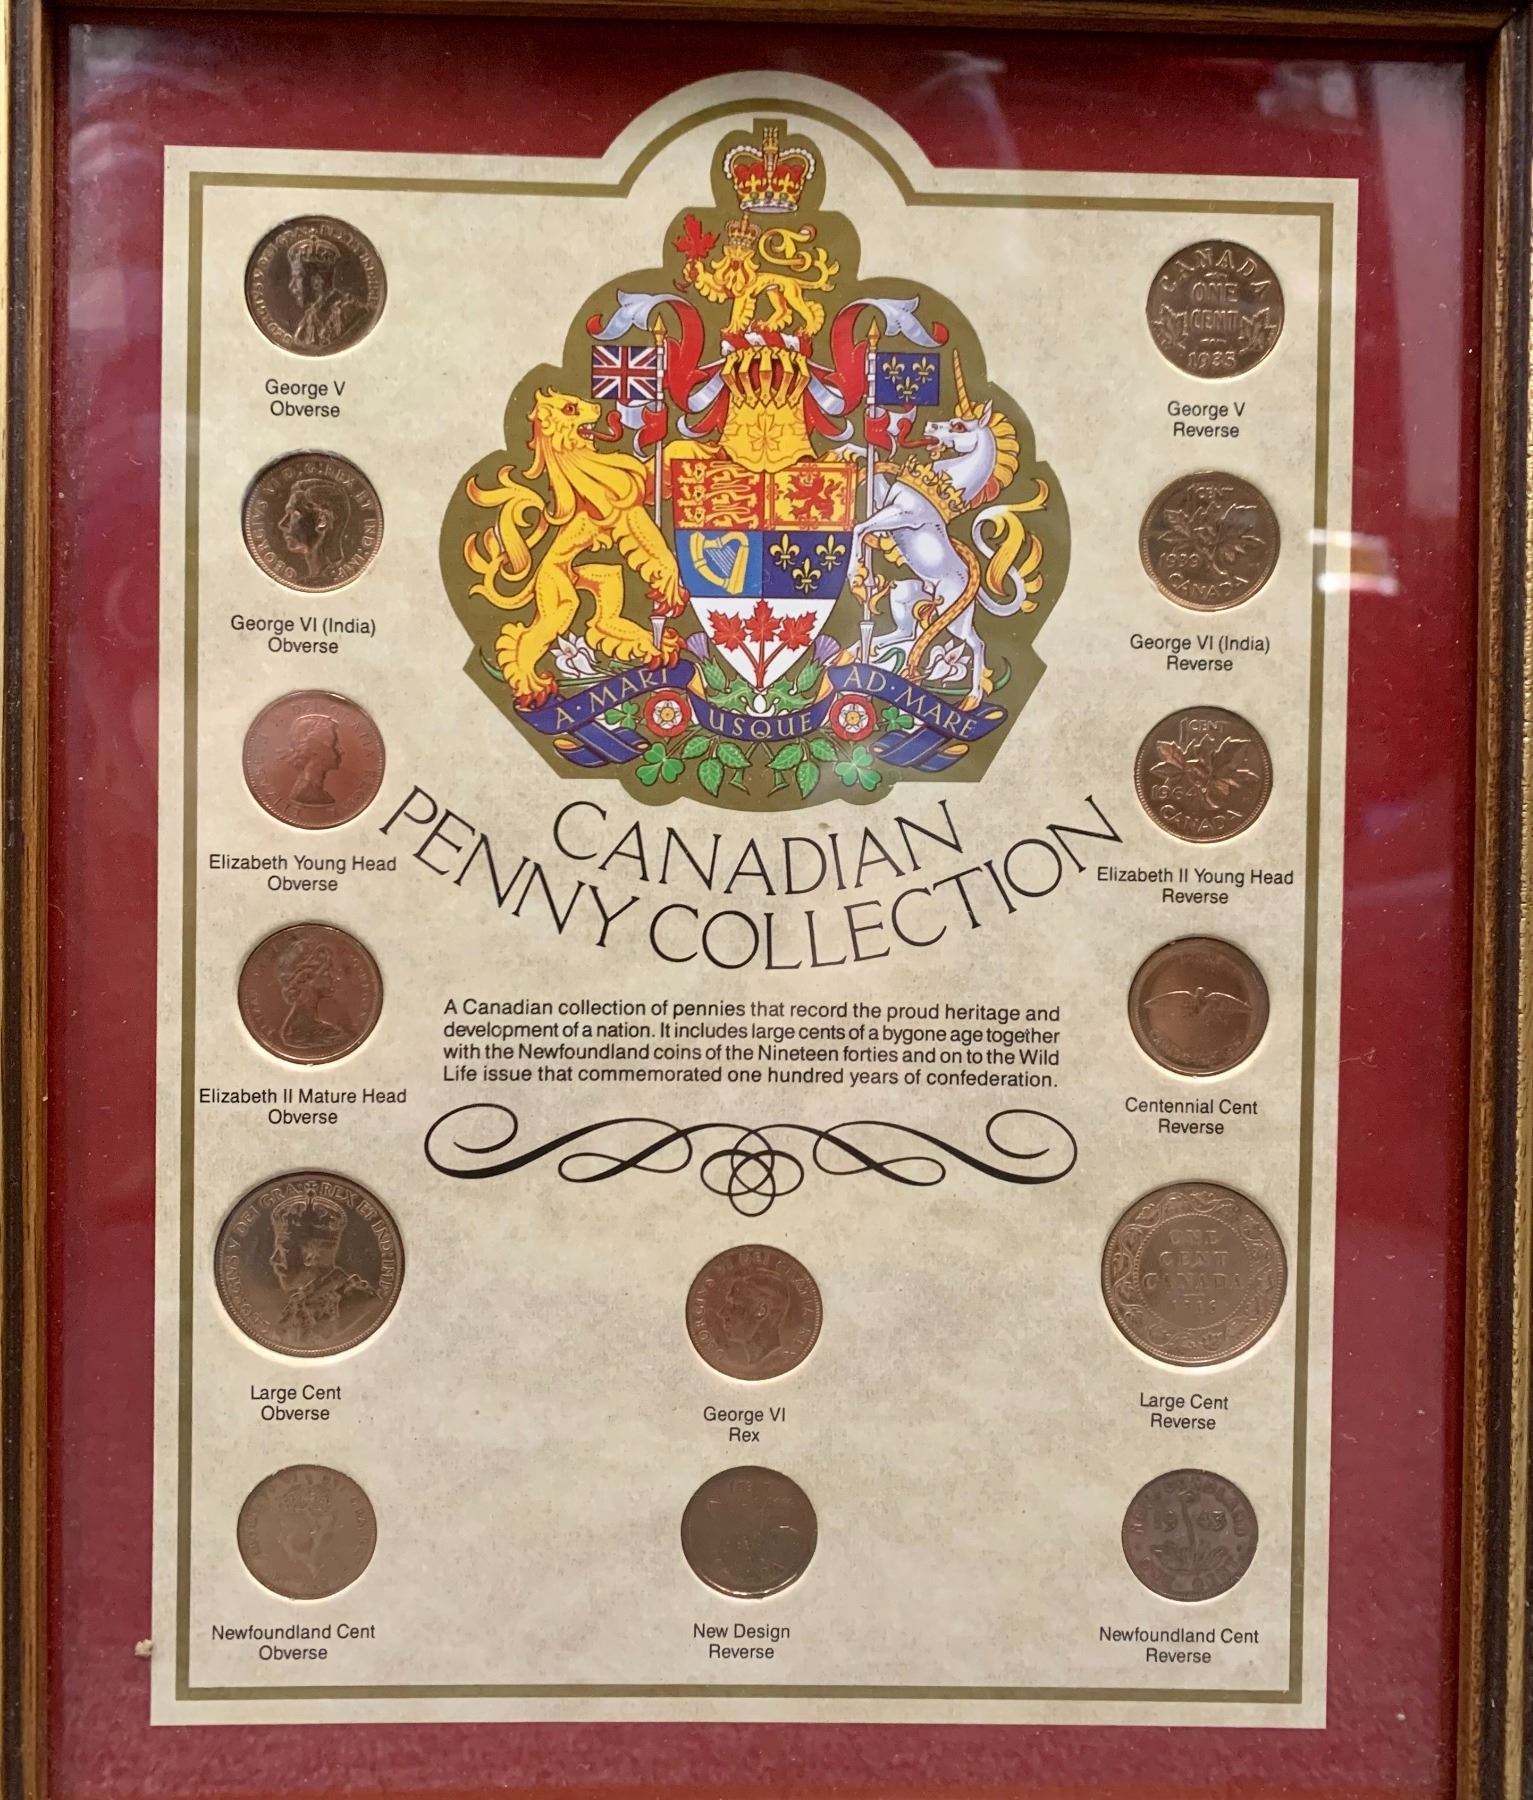 George V
Obverse
George VI (India)
Obverse
Elizabeth Young Head
Obverse
Elizabeth II Mature Head
Obverse
Large Cent
Obverse
Newfoundland Cent
Obverse
A·MARI USQUE AD·MARE
CANADIAN
PENNY COLLECTION
A Canadian collection of pennies that record the proud heritage and
development of a nation. It includes large cents of a bygone age together
with the Newfoundland coins of the Nineteen forties and on to the Wild
Life issue that commemorated one hundred years of confederation.
George VI
Rex
New Design
Reverse
CANADA
ONE
CENT
1935
George V
Reverse
1 CENT
1939
CANADA
George VI (India)
Reverse
1 CENT
1964
CANADA
Elizabeth II Young Head
Reverse
Centennial Cent
Reverse
ONE
CENT
CANADA
Large Cent
Reverse
Newfoundland Cent
Reverse